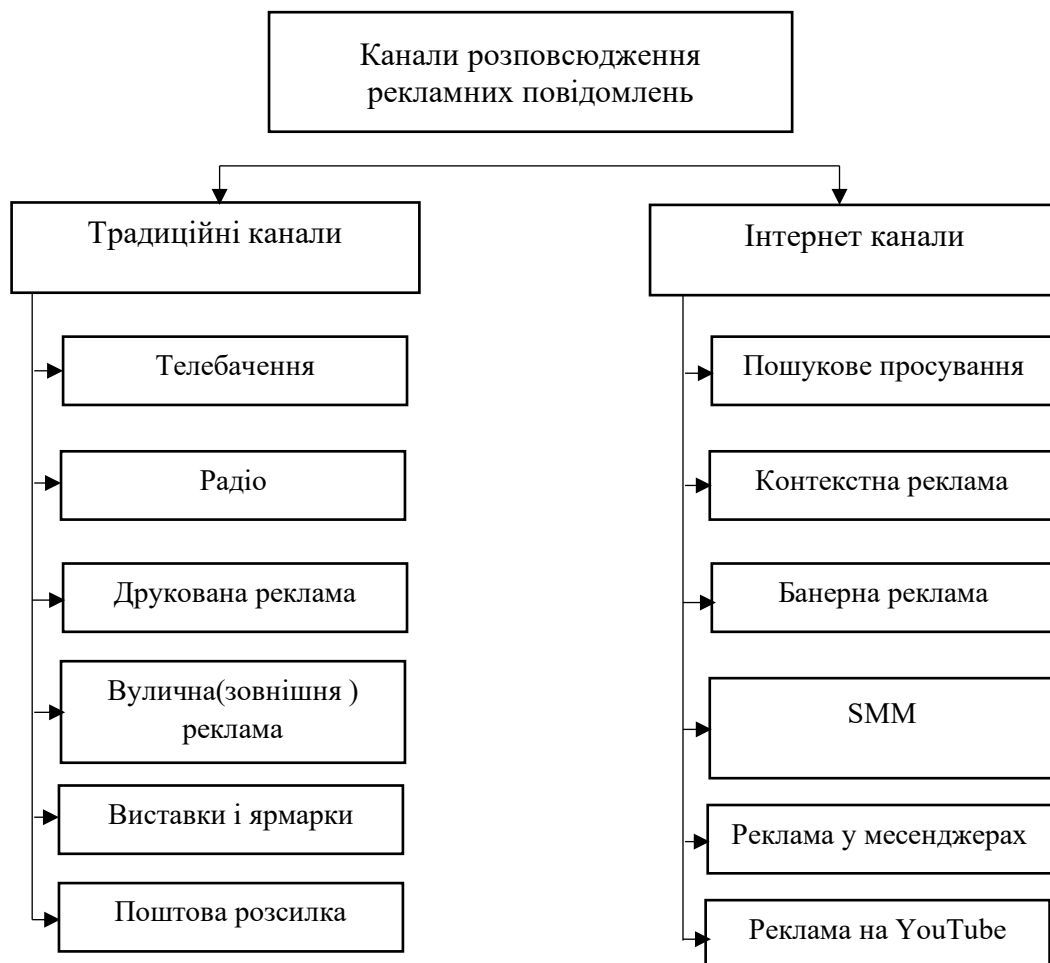 Канали розповсюдження
рекламних повідомлень
Традиційні канали
Інтернет канали
Телебачення
Пошукове просування
Радіо
Контекстна реклама
Друкована реклама
Банерна реклама
Вулична(зовнішня )
реклама
SMM
Виставки і ярмарки
Реклама у месенджерах
Поштова розсилка
Реклама на YouTube